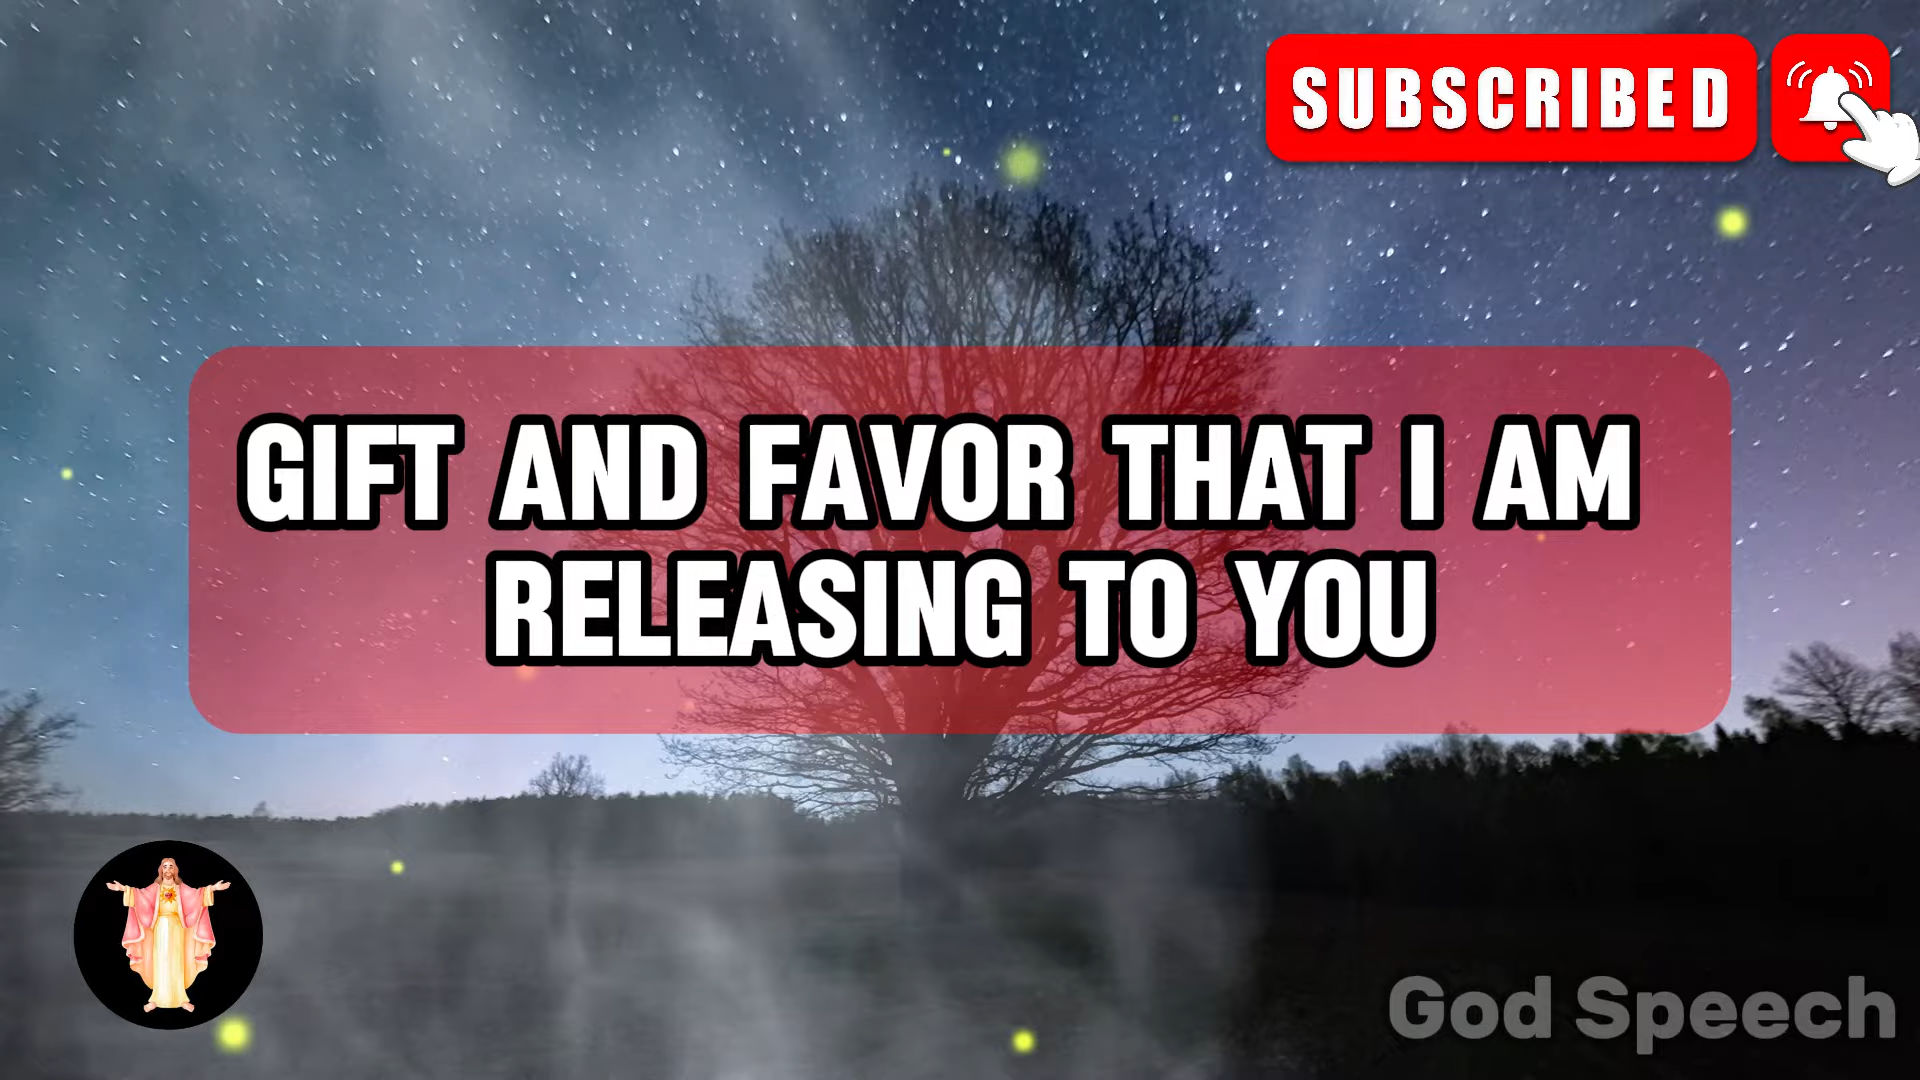 SUBSCRIBED
GIFT AND FAVOR THAT I AM
RELEASING TO YOU
God Speech